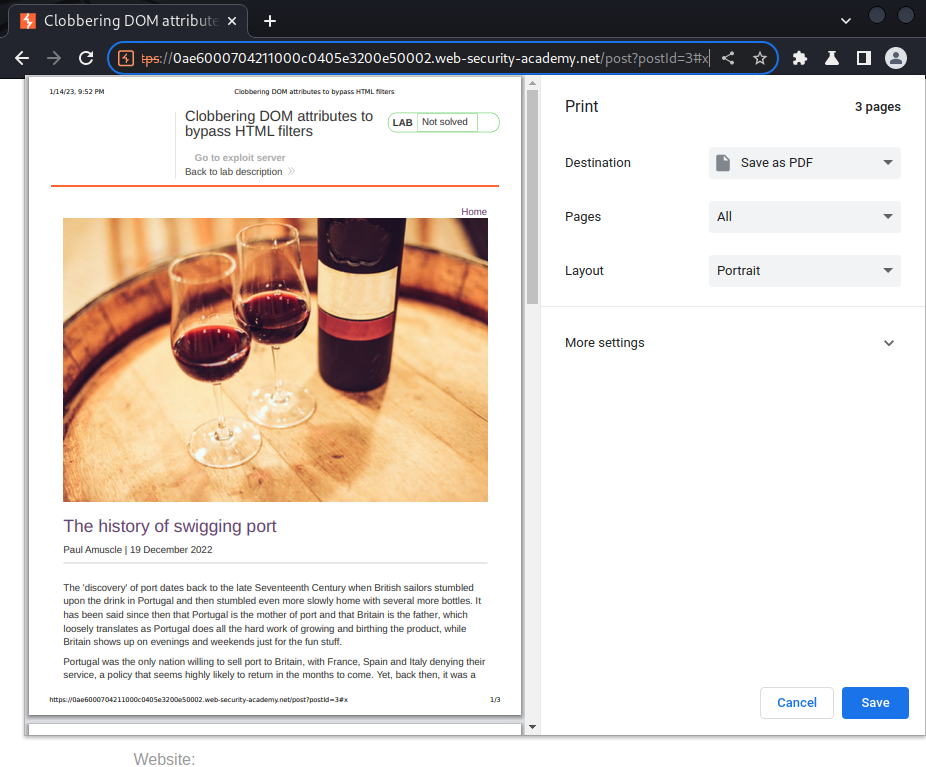 Clobbering DOM attribute
tps://0ae6000704211000c0405e3200e50002.web-security-academy.net/post?postId=3#x
1/14/23, 9:52 PM
Clobbering DOM attributes to bypass HTML filters
Clobbering DOM attributes to
bypass HTML filters
LAB
Not solved
Go to exploit server
Back to lab description
Home
The history of swigging port
Paul Amuscle | 19 December 2022
The 'discovery' of port dates back to the late Seventeenth Century when British sailors stumbled
upon the drink in Portugal and then stumbled even more slowly home with several more bottles. It
has been said since then that Portugal is the mother of port and that Britain is the father, which
loosely translates as Portugal does all the hard work of growing and birthing the product, while
Britain shows up on evenings and weekends just for the fun stuff.
Portugal was the only nation willing to sell port to Britain, with France, Spain and Italy denying their
service, a policy that seems highly likely to return in the months to come. Yet, back then, it was a
https://0ae6000704211000c0405e3200e50002.web-security-academy.net/post?postId=3#x
1/3
Print
3 pages
Destination
Save as PDF
Pages
All
Layout
Portrait
More settings
Cancel
Save
Website: